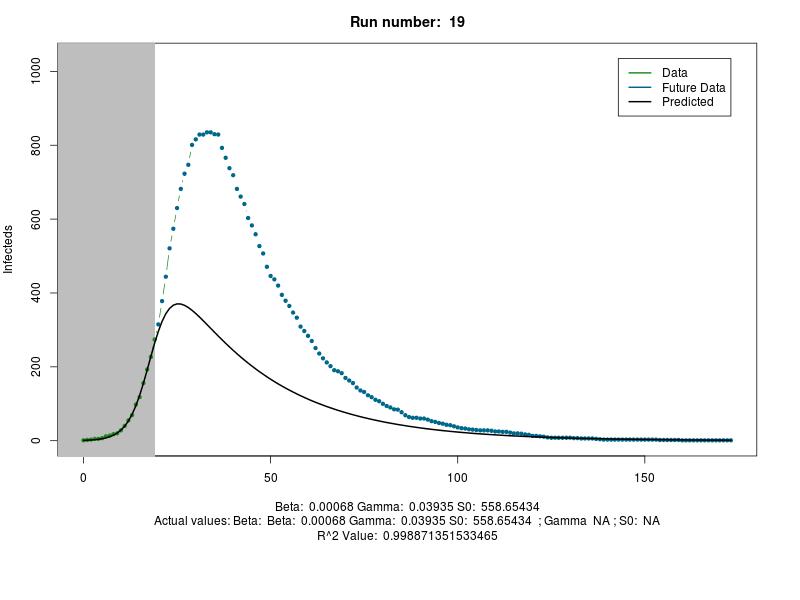 Run number: 19
Data
Future Data
Predicted
1000
800
600
400
200
0
Infecteds
0 50 100 150
Beta: 0.00068 Gamma: 0.03935 S0: 558.65434
Actual values: Beta: Beta: 0.00068 Gamma: 0.03935 S0: 558.65434 ; Gamma NA ; S0: NA
R^2 Value: 0.998871351533465